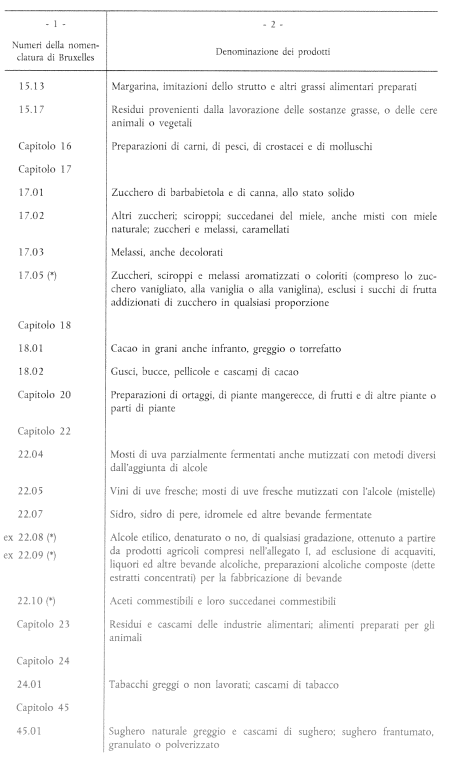 - 1 -
- 2 -
Numeri della nomen-
clatura di Bruxelles
Denominazione dei prodotti
15.13 Margarina, imitazioni dello strutto e altri grassi alimentari preparati
15.17 Residui provenienti dalla lavorazione delle sostanze grasse, o delle cere
animali o vegetali
Capitolo 16 Preparazioni di carni, di pesci, di crostacei e di molluschi
Capitolo 17
17.01 Zucchero di barbabietola e di canna, allo stato solido
17.02 Altri zuccheri; sciroppi; succedanei del miele, anche misti con miele
naturale; zuccheri e melassi, caramellati
17.03 Melassi, anche decolorati
17.05 (*) Zuccheri, sciroppi e melassi aromatizzati o coloriti (compreso lo zuc-
chero vanigliato, alla vaniglia o alla vaniglina), esclusi i succhi di frutta
addizionati di zucchero in qualsiasi proporzione
Capitolo 18
18.01 Cacao in grani anche infranto, greggio o torrefatto
18.02 Gusci, bucce, pellicole e cascami di cacao
Capitolo 20 Preparazioni di ortaggi, di piante mangerecce, di frutti e di altre piante o
parti di piante
Capitolo 22
22.04 Mosti di uva parzialmente fermentati anche mutizzati con metodi diversi
dall'aggiunta di alcole
22.05 Vini di uve fresche; mosti di uve fresche mutizzati con l'alcole (mistelle)
22.07 Sidro, sidro di pere, idromele ed altre bevande fermentate
ex 22.08 (*) Alcole etilico, denaturato o no, di qualsiasi gradazione, ottenuto a partire
ex 22.09 (*) da prodotti agricoli compresi nell'allegato I, ad esclusione di acquaviti,
liquori ed altre bevande alcoliche, preparazioni alcoliche composte (dette
estratti concentrati) per la fabbricazione di bevande
22.10 (*) Aceti commestibili e loro succedanei commestibili
Capitolo 23 Residui e cascami delle industrie alimentari; alimenti preparati per gli
animali
Capitolo 24
24.01 Tabacchi greggi o non lavorati; cascami di tabacco
Capitolo 45
45.01 Sughero naturale greggio e cascami di sughero; sughero frantumato,
granulato o polverizzato